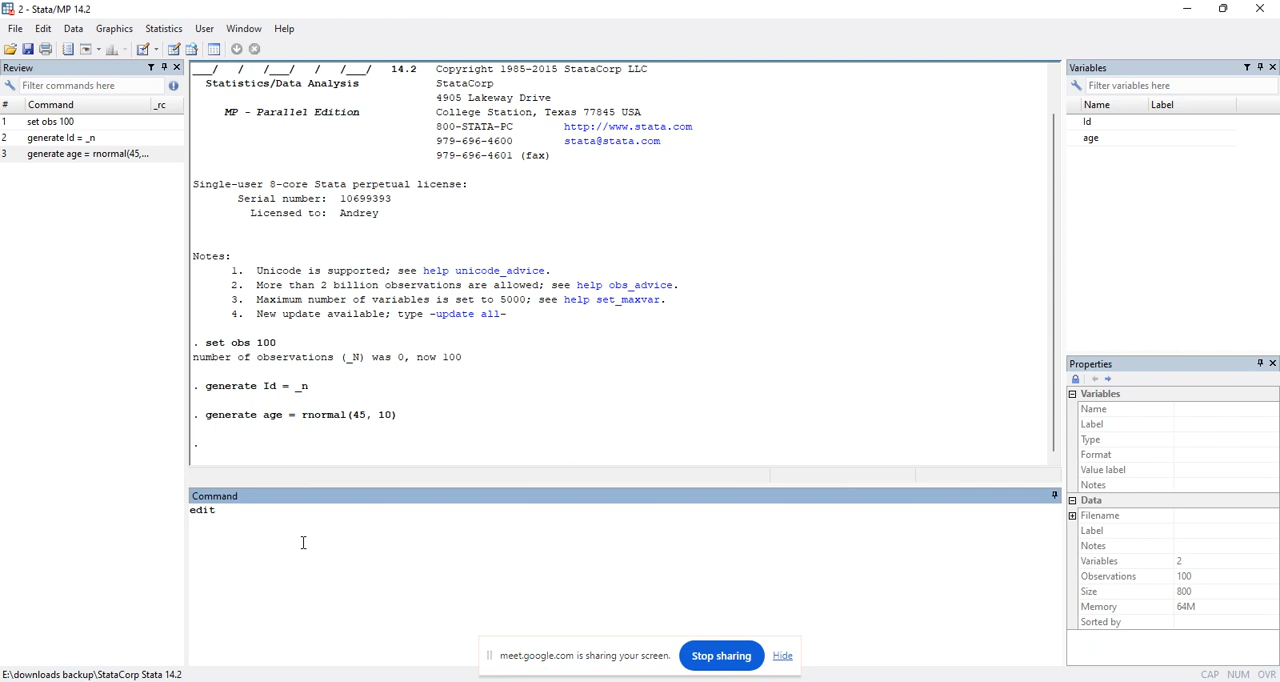 2 - Stata/MP 14.2
File Edit Data Graphics Statistics User Window Help
Review
Filter commands here
# Command _rc
1 set obs 100
2 generate Id = _n
3 generate age = rnormal(45,...
___/ / /___/ / /___/ 14.2 Copyright 1985-2015 StataCorp LLC
Statistics/Data Analysis StataCorp
4905 Lakeway Drive
MP - Parallel Edition College Station, Texas 77845 USA
800-STATA-PC http://www.stata.com
979-696-4600 stata@stata.com
979-696-4601 (fax)
Single-user 8-core Stata perpetual license:
Serial number: 10699393
Licensed to: Andrey
Notes:
1. Unicode is supported; see help unicode_advice.
2. More than 2 billion observations are allowed; see help obs_advice.
3. Maximum number of variables is set to 5000; see help set_maxvar.
4. New update available; type -update all-
. set obs 100
number of observations (_N) was 0, now 100
. generate Id = _n
. generate age = rnormal(45, 10)
.
Command
edit
Variables
Filter variables here
Name Label
Id
age
Properties
Variables
Name
Label
Type
Format
Value label
Notes
Data
Filename
Label
Notes
Variables 2
Observations 100
Size 800
Memory 64M
Sorted by
meet.google.com is sharing your screen. Stop sharing Hide
E:\downloads backup\StataCorp Stata 14.2
CAP NUM OVR